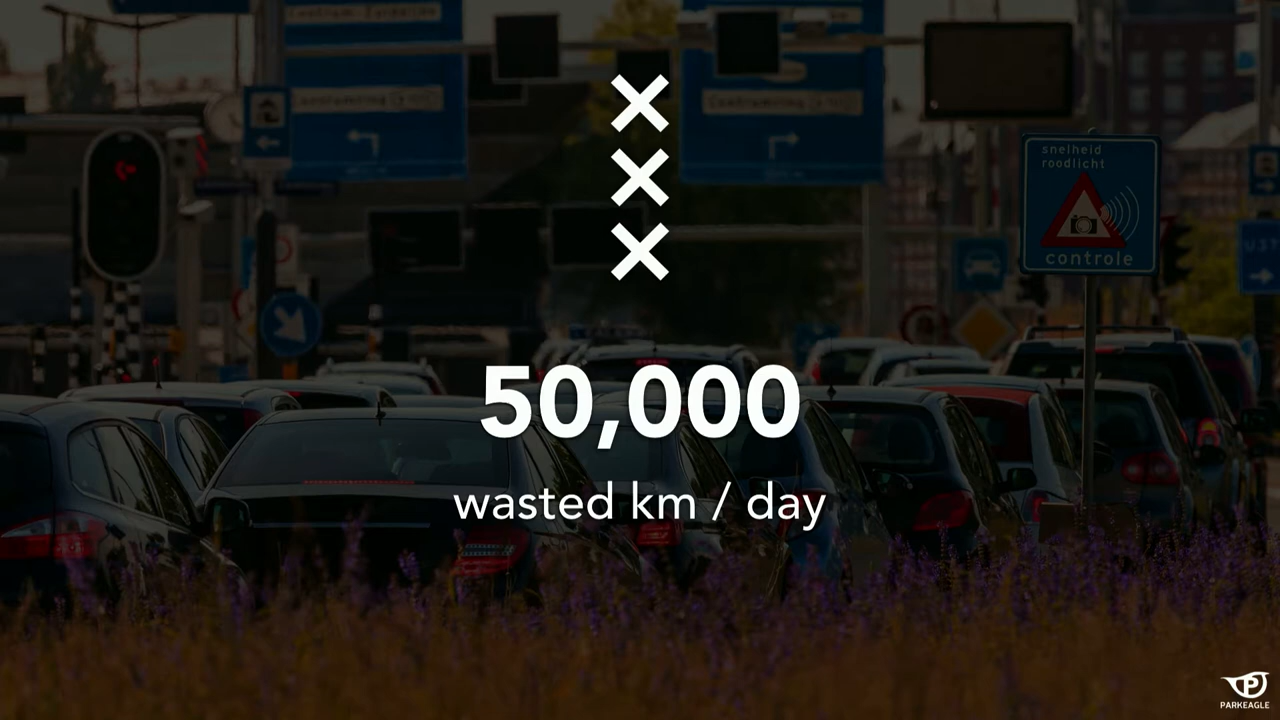 50,000
wasted km / day
snelheid
roodlicht
controle
PARKEAGLE